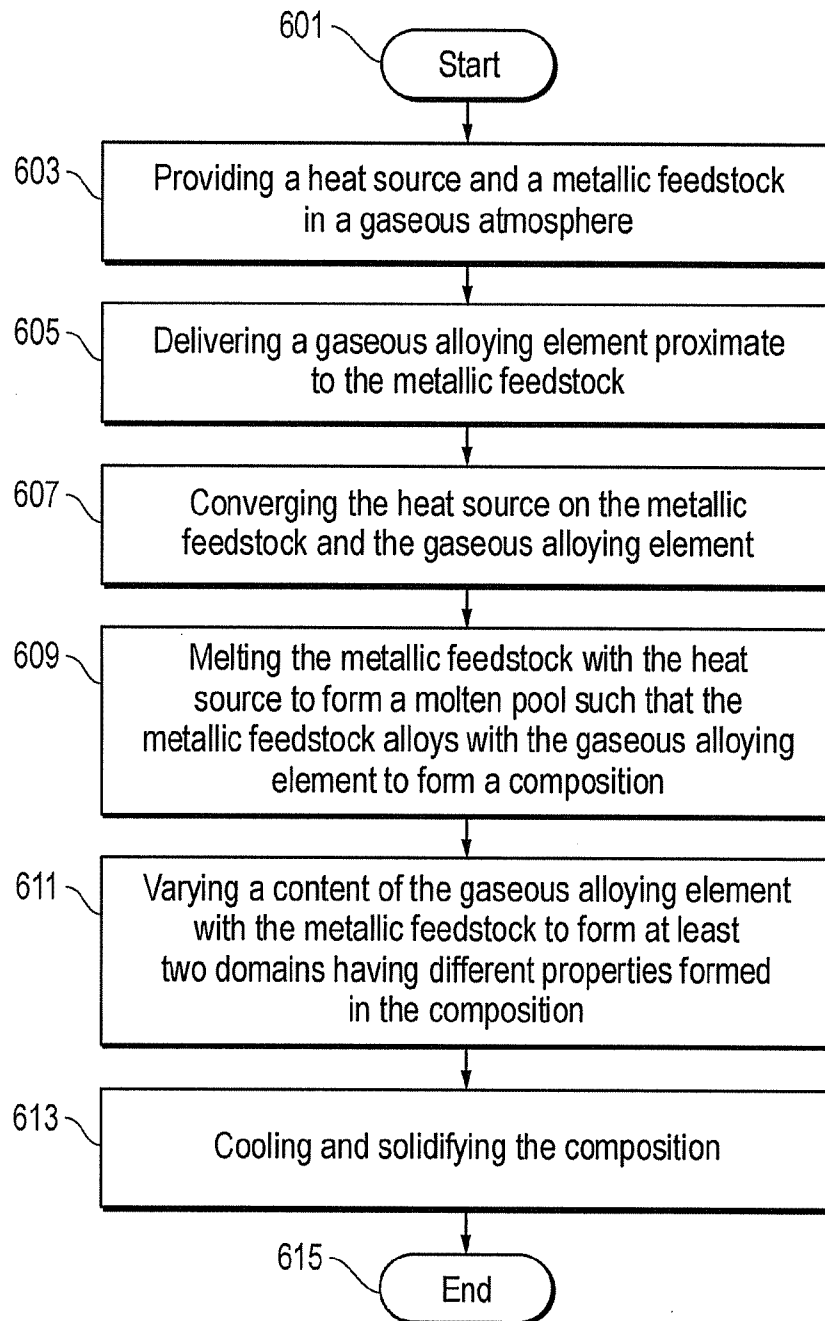 601
Start
603
Providing a heat source and a metallic feedstock
in a gaseous atmosphere
605
Delivering a gaseous alloying element proximate
to the metallic feedstock
607
Converging the heat source on the metallic
feedstock and the gaseous alloying element
609
Melting the metallic feedstock with the heat
source to form a molten pool such that the
metallic feedstock alloys with the gaseous alloying
element to form a composition
611
Varying a content of the gaseous alloying element
with the metallic feedstock to form at least
two domains having different properties formed
in the composition
613
Cooling and solidifying the composition
615
End